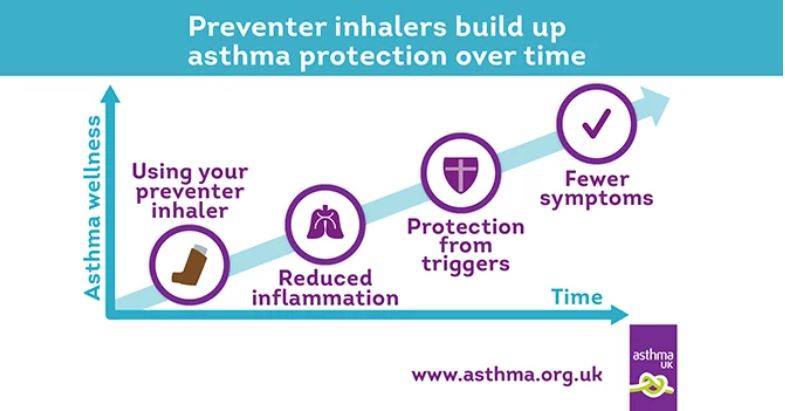 Preventer inhalers build up
asthma protection over time
Asthma wellness
Using your
preventer
inhaler
Reduced
inflammation
Protection
from
triggers
Fewer
symptoms
Time
www.asthma.org.uk
asthma
UK